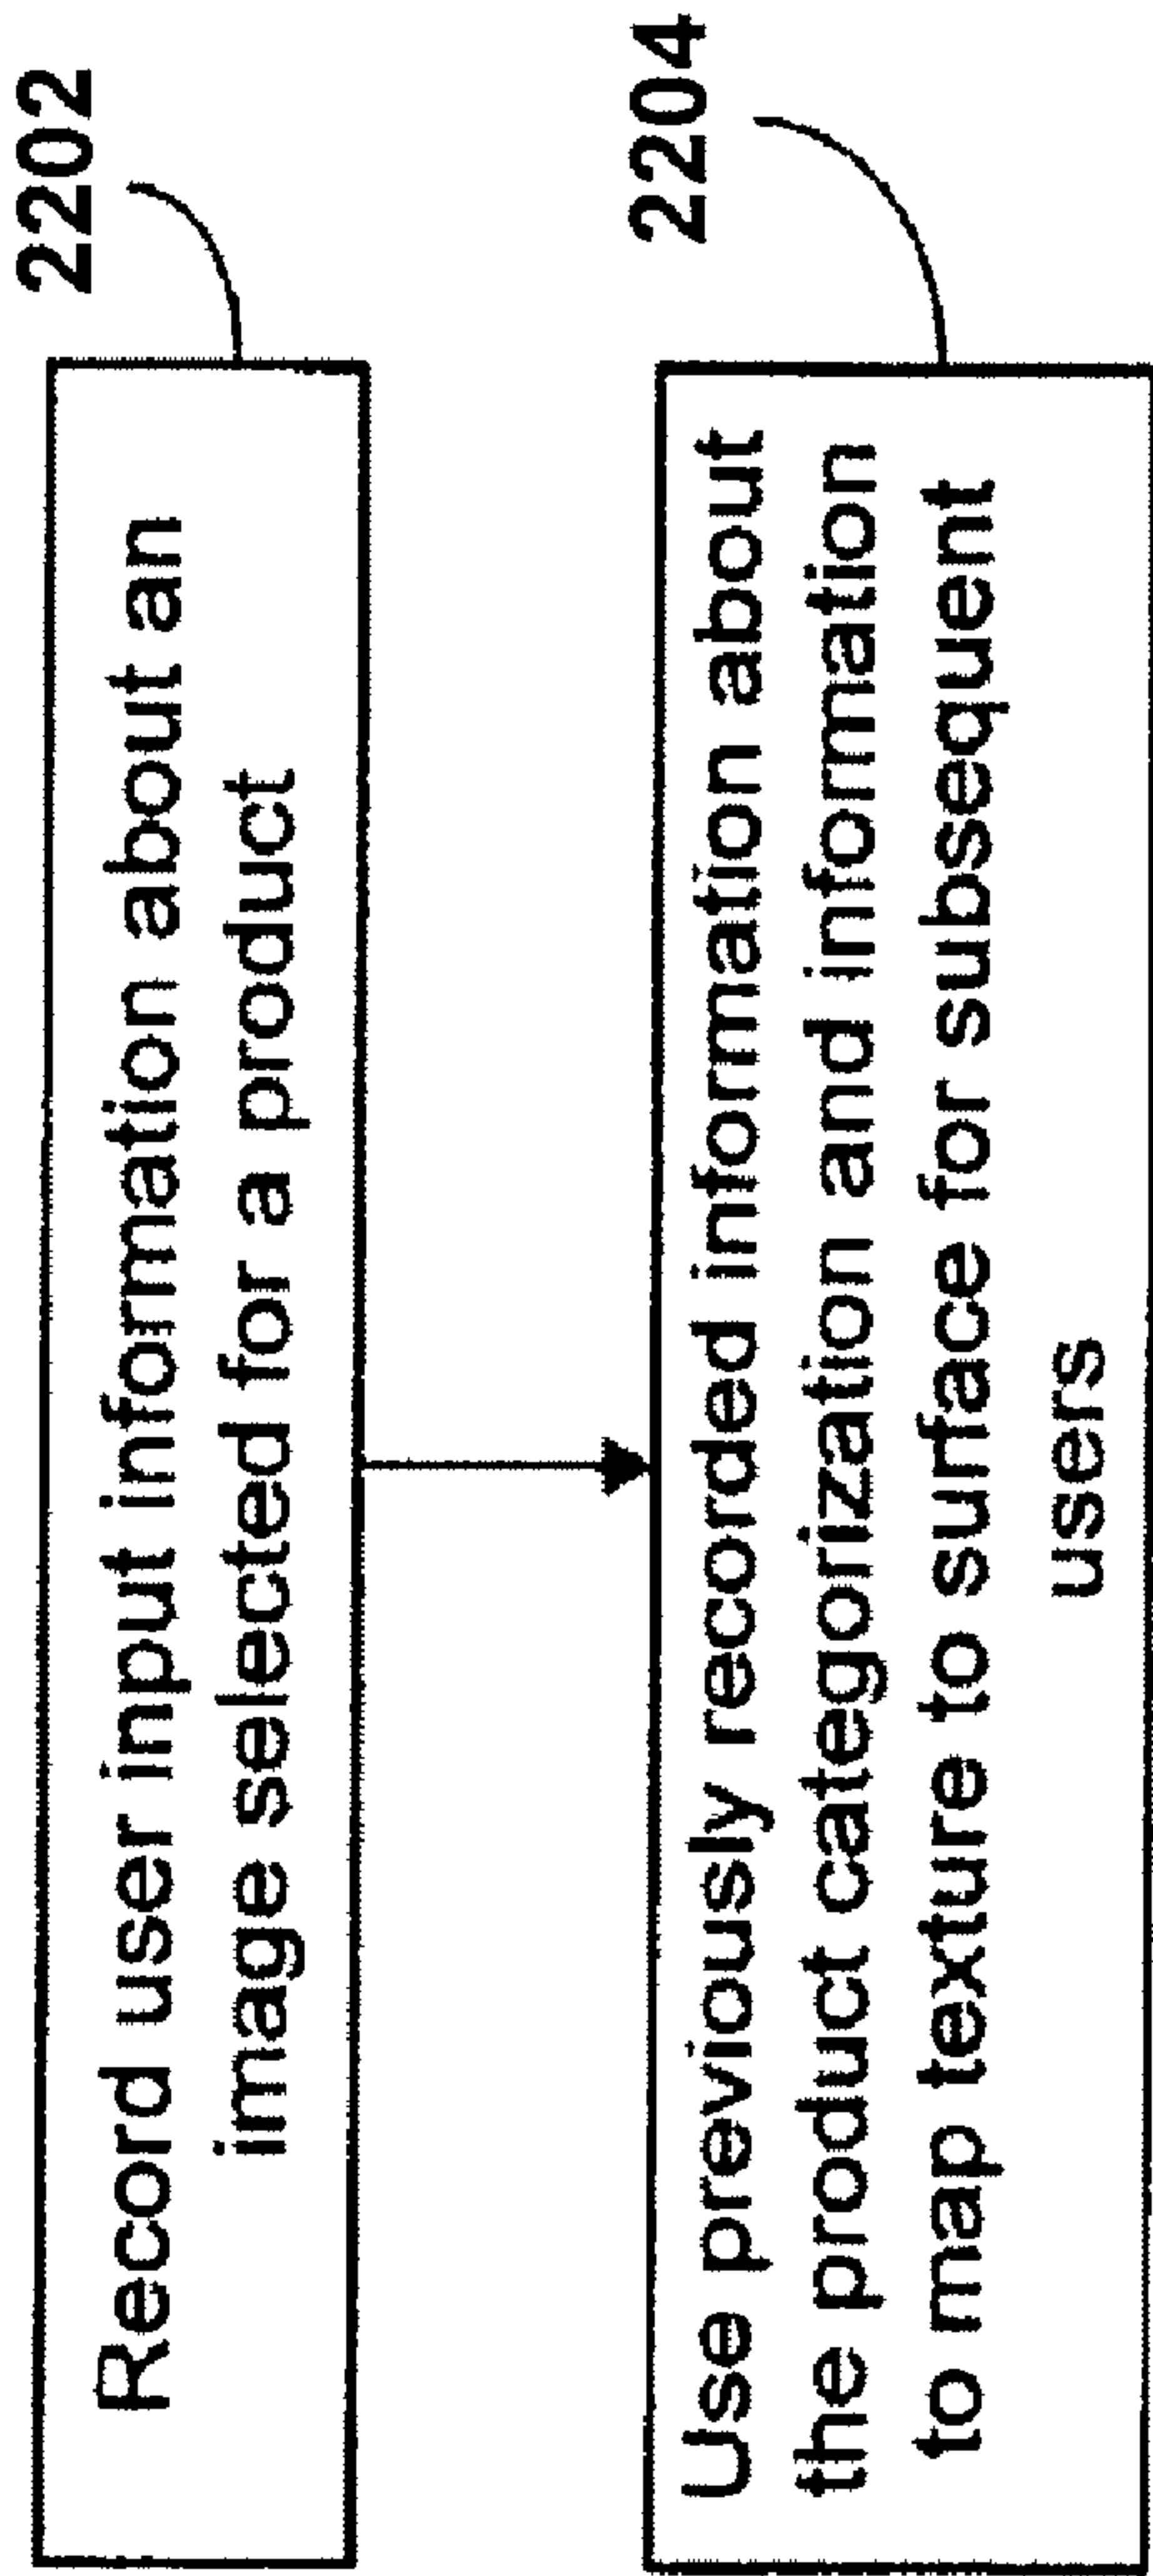 2202
Record user input information about an
image selected for a product
2204
Use previously recorded information about
the product categorization and information
to map texture to surface for subsequent
users